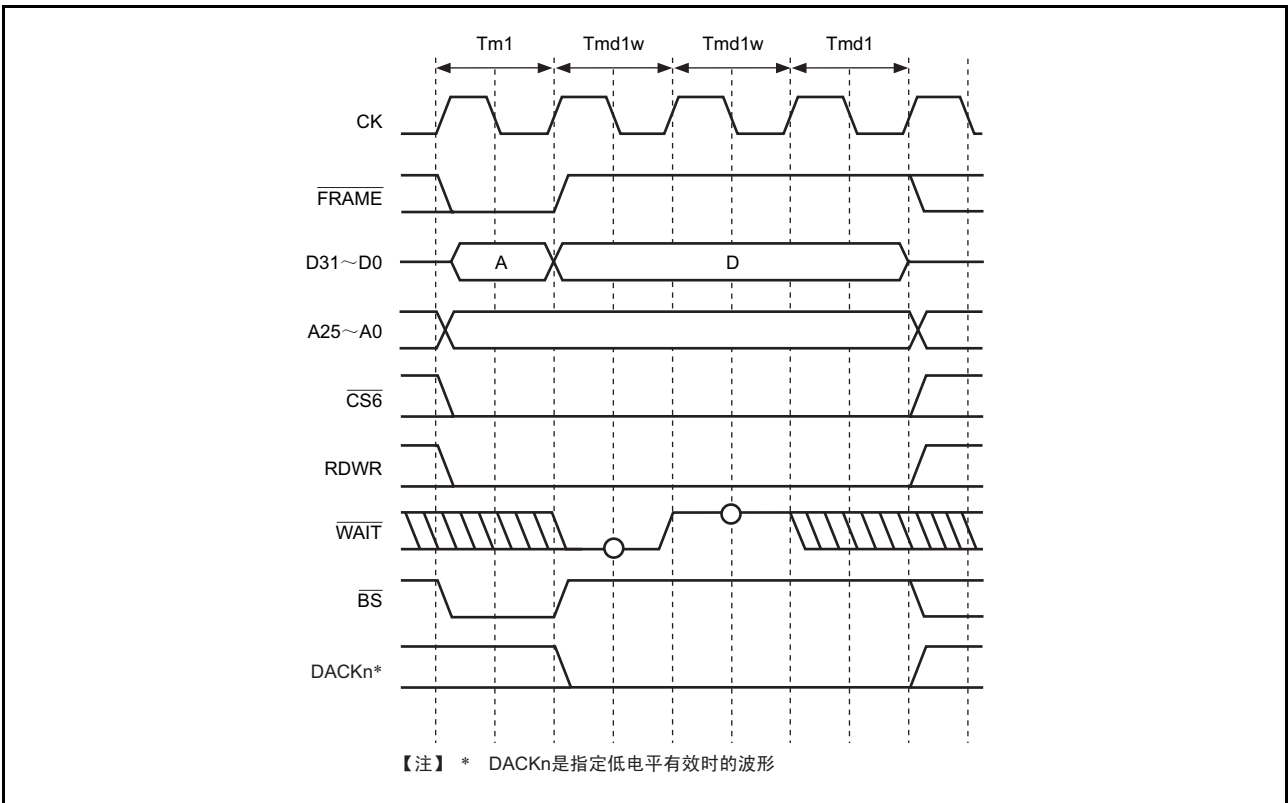 Tm1 Tmd1w Tmd1w Tmd1
CK
FRAME
D31～D0 A D
A25～A0
CS6
RDWR
WAIT
BS
DACKn*
【注】 * DACKn是指定低电平有效时的波形